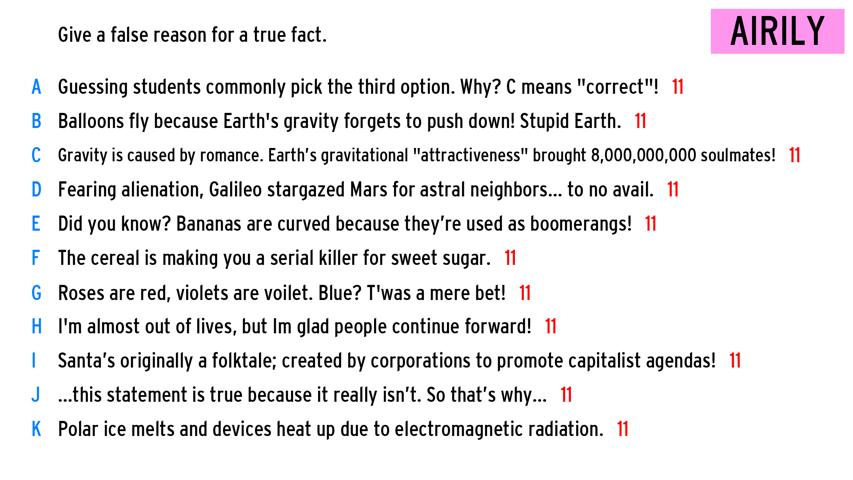 Give a false reason for a true fact.
AIRILY
A Guessing students commonly pick the third option. Why? C means "correct"! 11
B Balloons fly because Earth's gravity forgets to push down! Stupid Earth. 11
C Gravity is caused by romance. Earth’s gravitational "attractiveness" brought 8,000,000,000 soulmates! 11
D Fearing alienation, Galileo stargazed Mars for astral neighbors... to no avail. 11
E Did you know? Bananas are curved because they’re used as boomerangs! 11
F The cereal is making you a serial killer for sweet sugar. 11
G Roses are red, violets are voilet. Blue? T'was a mere bet! 11
H I'm almost out of lives, but Im glad people continue forward! 11
I Santa’s originally a folktale; created by corporations to promote capitalist agendas! 11
J ...this statement is true because it really isn’t. So that’s why... 11
K Polar ice melts and devices heat up due to electromagnetic radiation. 11